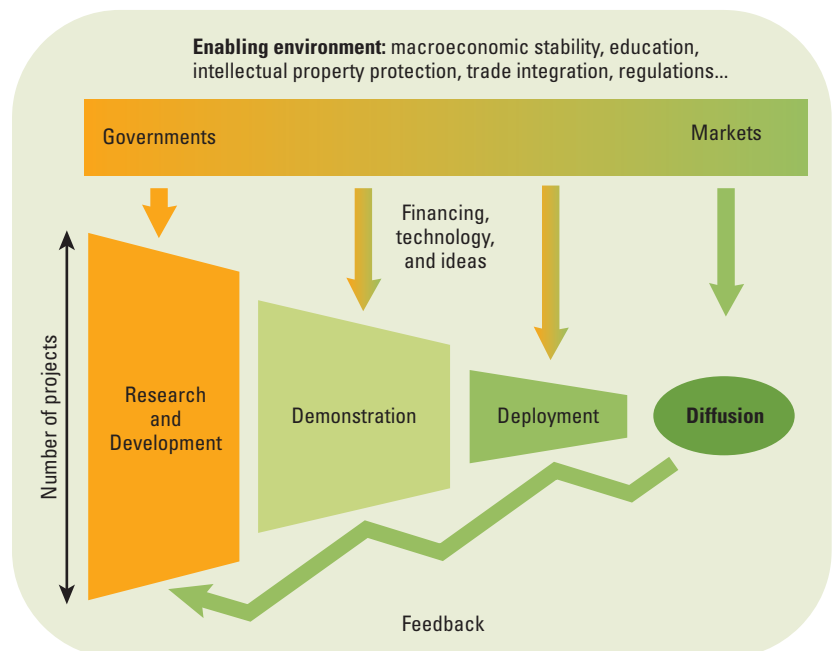 Enabling environment: macroeconomic stability, education,
intellectual property protection, trade integration, regulations...
Governments
Markets
Financing,
technology,
and ideas
Number of projects
Research
and
Development
Demonstration
Deployment
Diffusion
Feedback